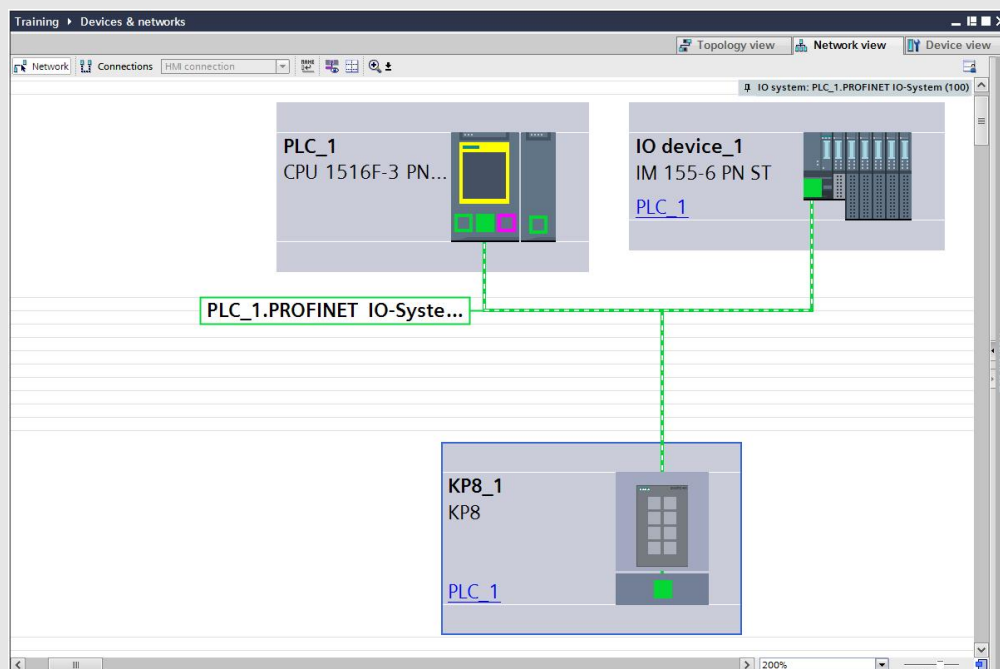 Training ▸ Devices & networks
Topology view
Network view
Device view
Network
Connections
HMI connection
IO system: PLC_1.PROFINET IO-System (100)
PLC_1
CPU 1516F-3 PN...
IO device_1
IM 155-6 PN ST
PLC_1
PLC_1.PROFINET IO-Syste...
KP8_1
KP8
PLC_1
200%